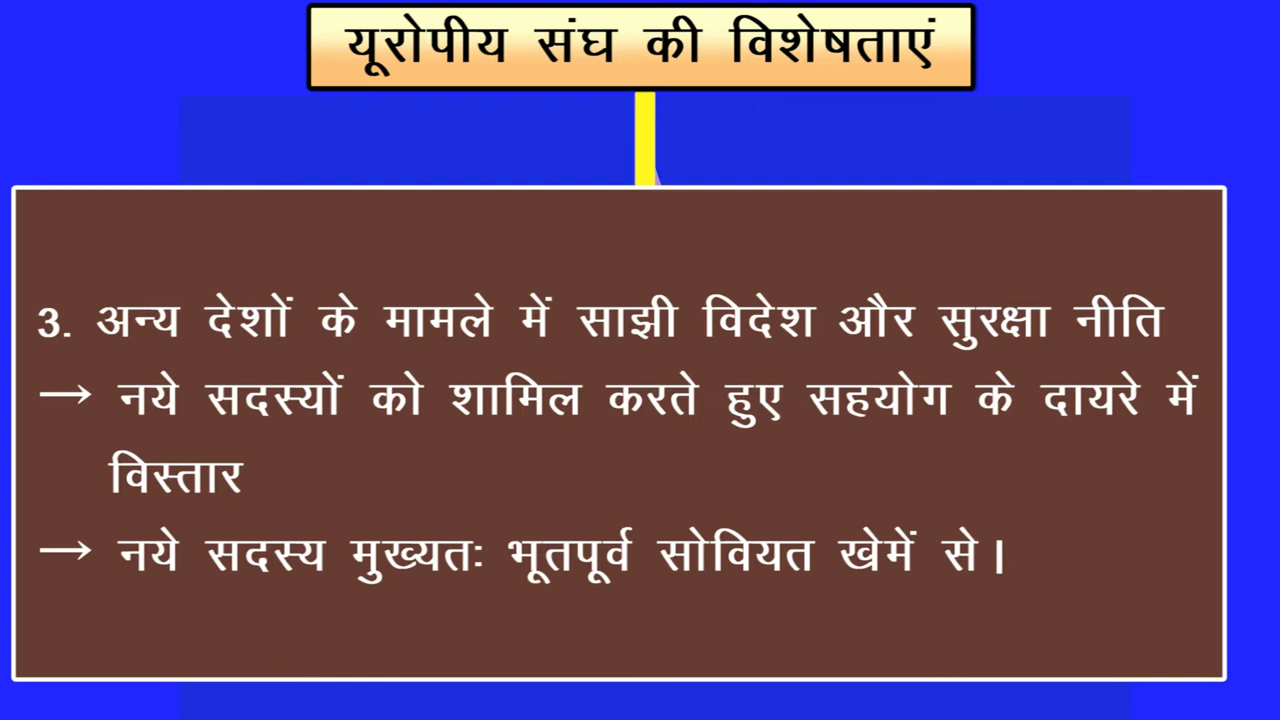 यूरोपीय संघ की विशेषताएं
3. अन्य देशों के मामले में साझी विदेश और सुरक्षा नीति
→ नये सदस्यों को शामिल करते हुए सहयोग के दायरे में
विस्तार
→ नये सदस्य मुख्यतः भूतपूर्व सोवियत खेमें से।